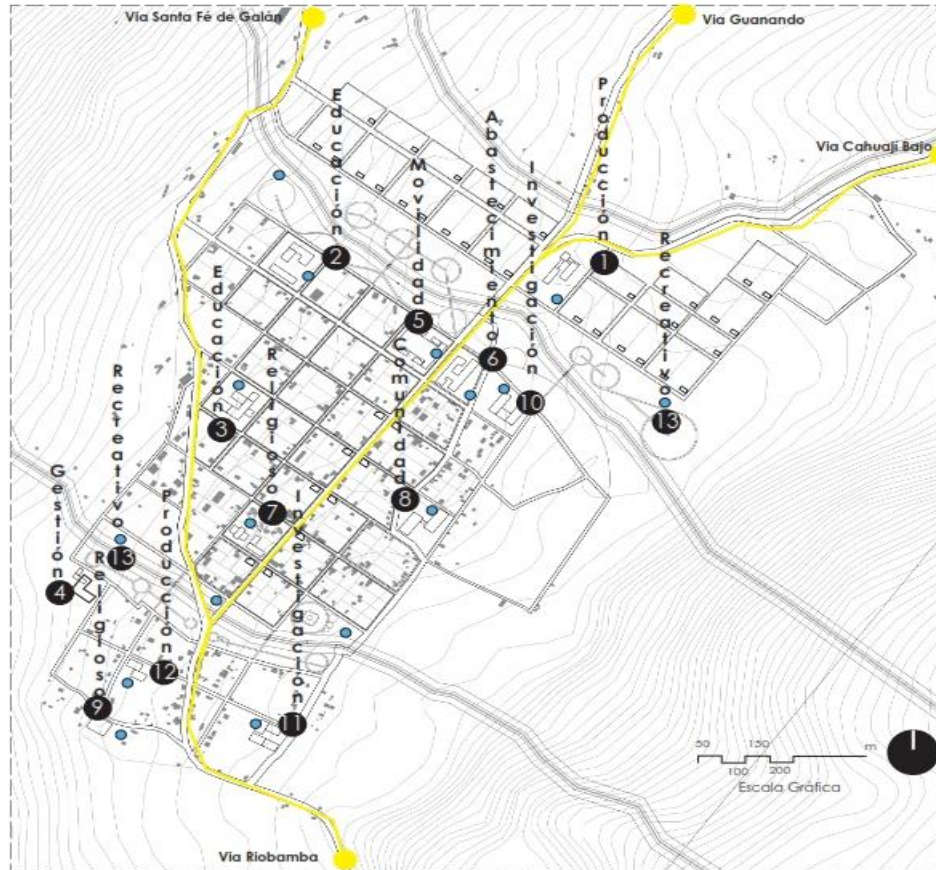 Via Santa Fé de Galán
Via Guanando
Via Cahuají Bajo
Producción
1
Educación
2
Educación
3
Gestión
4
Movilidad
5
Abastecimiento
6
Religioso
7
Comunidad
8
Religioso
9
Investigación
10
Investigación
11
Producción
12
Recreativo
13
Recteativo
13
50 150 m
100 200
Escala Gráfica
Via Riobamba